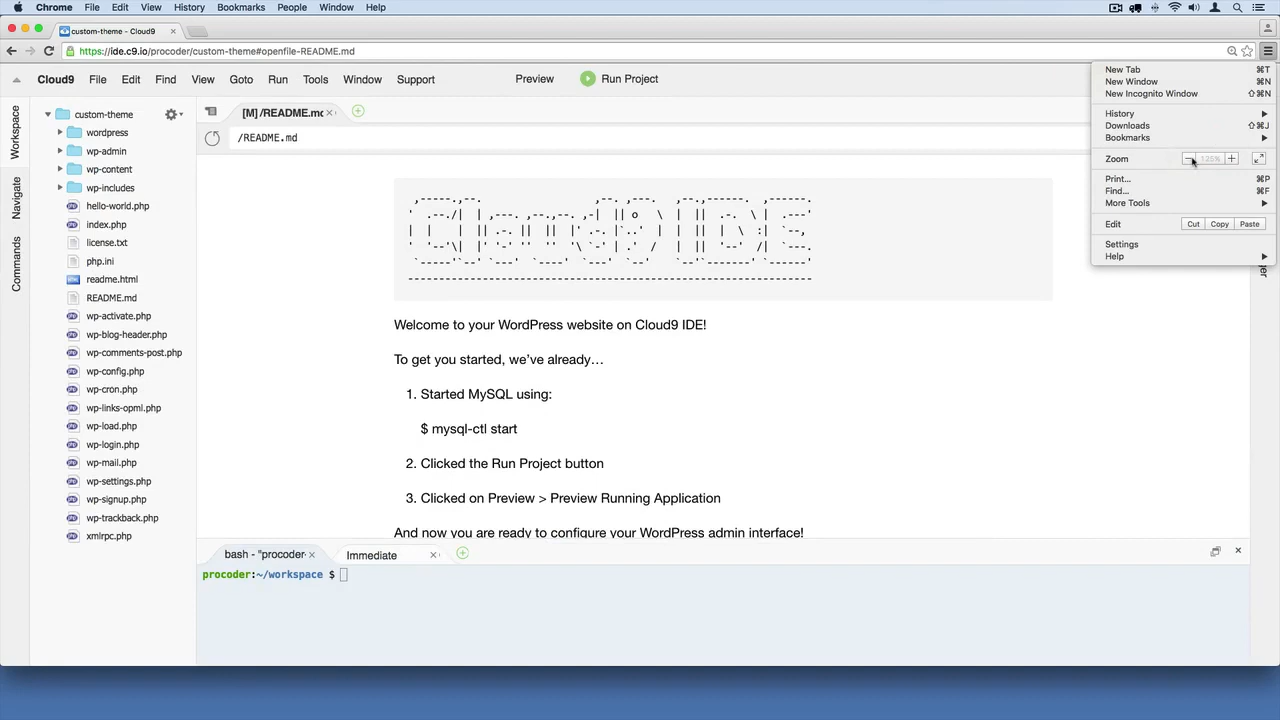 Chrome File Edit View History Bookmarks People Window Help
custom-theme - Cloud9
https://ide.c9.io/procoder/custom-theme#openfile-README.md
Cloud9 File Edit Find View Goto Run Tools Window Support Preview Run Project
New Tab ⌘T
New Window ⌘N
New Incognito Window ⇧⌘N
History
Downloads ⇧⌘J
Bookmarks
Zoom 125%
Print... ⌘P
Find... ⌘F
More Tools
Edit Cut Copy Paste
Settings
Help
Workspace
Navigate
Commands
custom-theme
wordpress
wp-admin
wp-content
wp-includes
hello-world.php
index.php
license.txt
php.ini
readme.html
README.md
wp-activate.php
wp-blog-header.php
wp-comments-post.php
wp-config.php
wp-cron.php
wp-links-opml.php
wp-load.php
wp-login.php
wp-mail.php
wp-settings.php
wp-signup.php
wp-trackback.php
xmlrpc.php
[M] /README.md
/README.md
Welcome to your WordPress website on Cloud9 IDE!
To get you started, we've already…
1. Started MySQL using:
$ mysql-ctl start
2. Clicked the Run Project button
3. Clicked on Preview > Preview Running Application
And now you are ready to configure your WordPress admin interface!
bash - "procoder- Immediate
procoder:~/workspace $